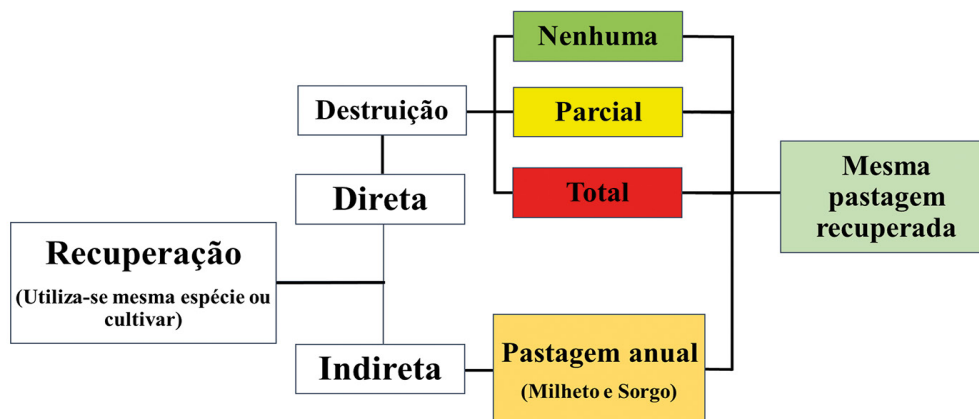 Recuperação
(Utiliza-se mesma espécie ou
cultivar)
Direta
Destruição
Nenhuma
Parcial
Total
Indireta
Pastagem anual
(Milheto e Sorgo)
Mesma
pastagem
recuperada